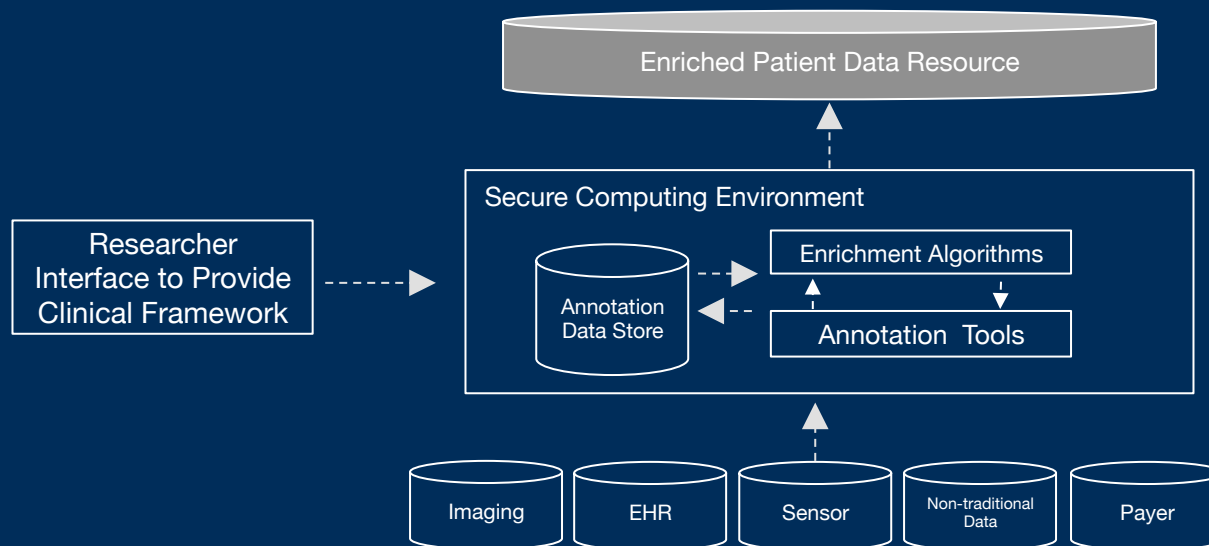 Enriched Patient Data Resource
Secure Computing Environment
Researcher
Interface to Provide
Clinical Framework
Enrichment Algorithms
Annotation
Data Store
Annotation Tools
Imaging
EHR
Sensor
Non-traditional
Data
Payer